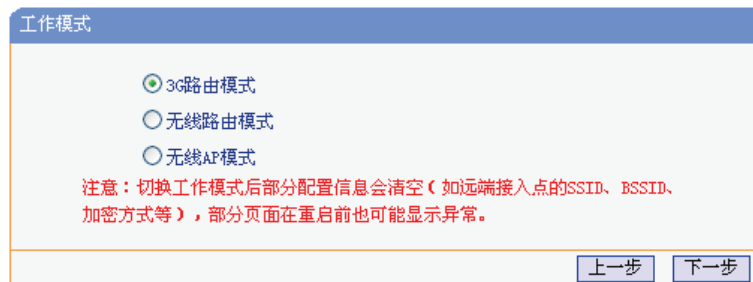 工作模式
3G路由模式
无线路由模式
无线AP模式
注意：切换工作模式后部分配置信息会清空（如远端接入点的SSID、BSSID、
加密方式等），部分页面在重启前也可能显示异常。
上一步 下一步